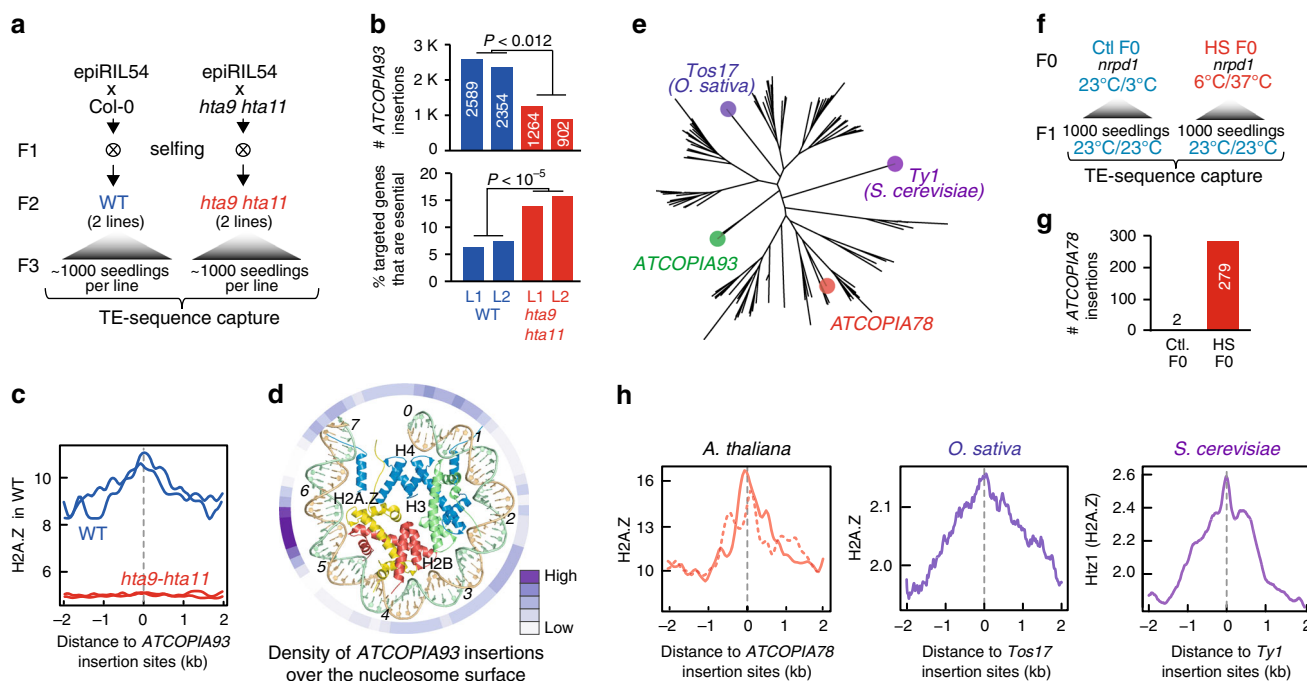 a
epiRIL54
x
Col-0
epiRIL54
x
hta9 hta11
F1
selfing
F2
WT
(2 lines)
hta9 hta11
(2 lines)
F3
~1000 seedlings
per line
~1000 seedlings
per line
TE-sequence capture
b
# ATCOPIA93
insertions
3 K
2 K
1 K
0
P < 0.012
2589
2354
1264
902
% targeted genes
that are esential
20
15
10
5
0
P < 10⁻⁵
L1 L2
WT
L1 L2
hta9
hta11
c
H2A.Z in WT
10
8
6
WT
hta9-hta11
−2 −1 0 1 2
Distance to ATCOPIA93
insertion sites (kb)
d
0
1
2
3
4
5
6
7
H4
H3
H2A.Z
H2B
High
Low
Density of ATCOPIA93 insertions
over the nucleosome surface
e
Tos17
(O. sativa)
Ty1
(S. cerevisiae)
ATCOPIA93
ATCOPIA78
f
F0
Ctl F0
nrpd1
23°C/3°C
HS F0
nrpd1
6°C/37°C
F1
1000 seedlings
23°C/23°C
1000 seedlings
23°C/23°C
TE-sequence capture
g
# ATCOPIA78
insertions
300
200
100
0
2
279
Ctl.
F0
HS
F0
h
A. thaliana
H2A.Z
16
13
10
−2 −1 0 1 2
Distance to ATCOPIA78
insertion sites (kb)
O. sativa
H2A.Z
2.1
2.0
−2 −1 0 1 2
Distance to Tos17
insertion sites (kb)
S. cerevisiae
Htz1 (H2A.Z)
2.6
2.4
2.2
2.0
−2 −1 0 1 2
Distance to Ty1
insertion sites (kb)